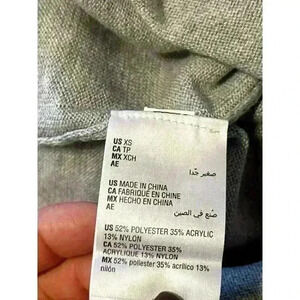 US XS
CA TP
MX XCH
AE
صغير جدا
US MADE IN CHINA
CA FABRIQUÉ EN CHINE
MX HECHO EN CHINA
AE
صنع في الصين
US 52% POLYESTER 35% ACRYLIC
13% NYLON
CA 52% POLYESTER 35%
ACRYLIQUE 13% NYLON
MX 52% poliester 35% acrílico 13%
nilón